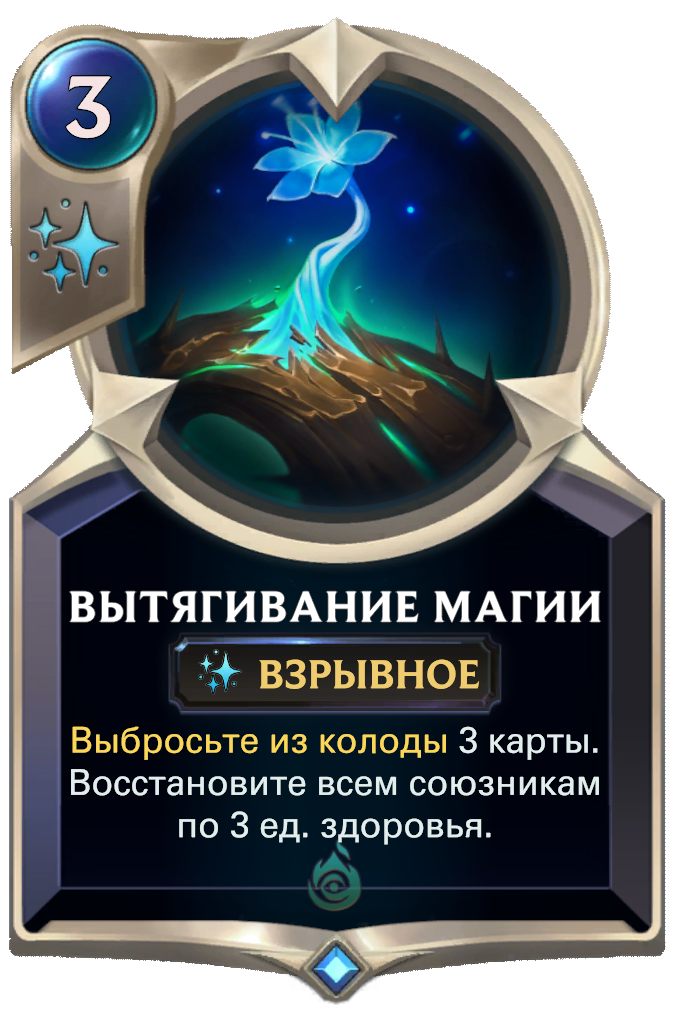 3
ВЫТЯГИВАНИЕ МАГИИ
ВЗРЫВНОЕ
Выбросьте из колоды 3 карты.
Восстановите всем союзникам
по 3 ед. здоровья.